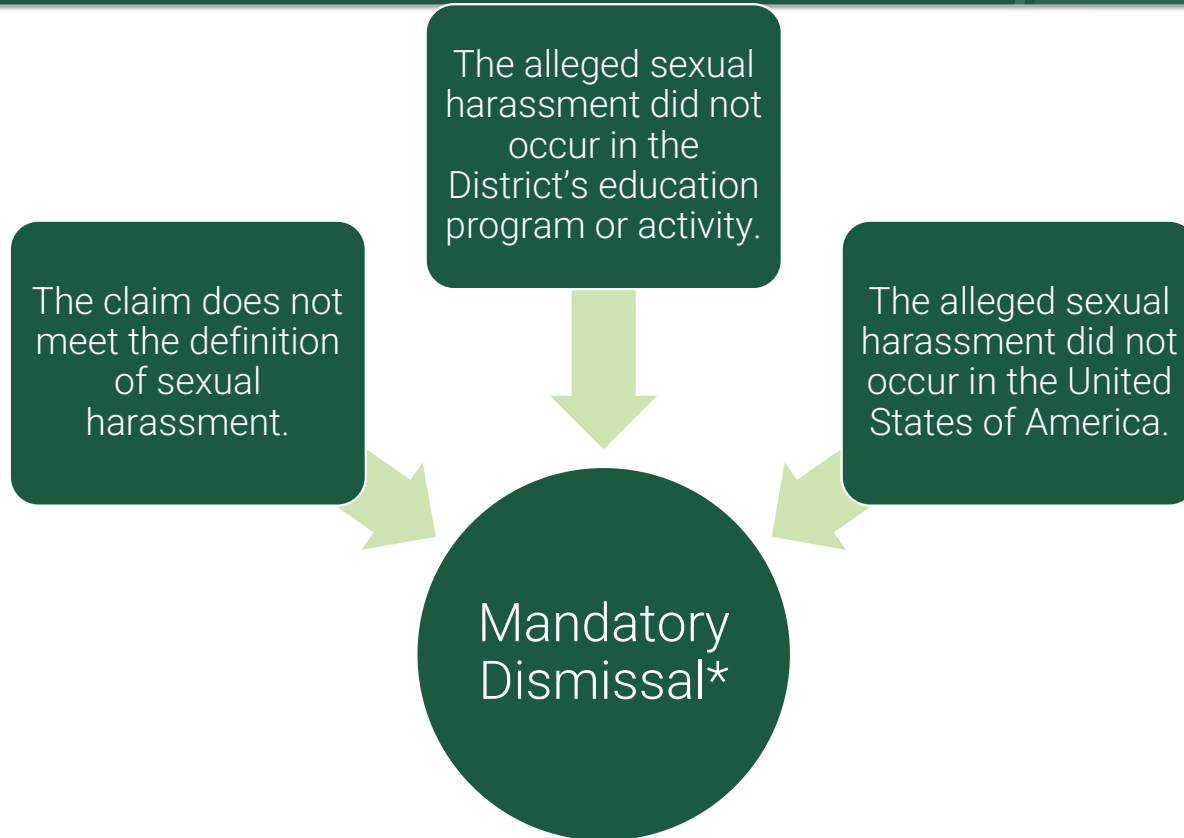 The alleged sexual
harassment did not
occur in the
District’s education
program or activity.
The claim does not
meet the definition
of sexual
harassment.
The alleged sexual
harassment did not
occur in the United
States of America.
Mandatory
Dismissal*